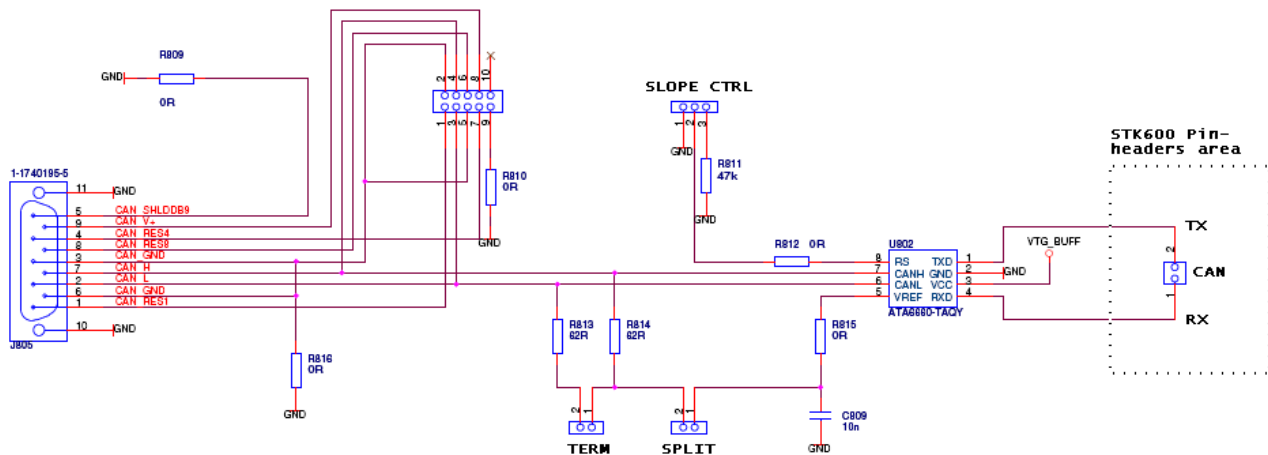 R809
GND
0R
2
4
6
8
10
1
3
5
7
9
R810
0R
GND
SLOPE CTRL
1
2
3
GND
R811
47k
GND
STK600 Pin-
headers area
1-1740195-5
11
GND
5
CAN_SHLDDB9
9
CAN_V+
4
CAN_RES4
8
CAN_RES8
3
CAN_GND
7
CAN_H
2
CAN_L
6
CAN_GND
1
CAN_RES1
10
GND
J805
R816
0R
GND
R812 0R
U802
8 RS TXD 1
7 CANH GND 2
GND
6 CANL VCC 3
5 VREF RXD 4
ATA6660-TAQY
VTG_BUFF
TX
2
CAN
1
RX
R813
62R
R814
62R
R815
0R
2
1
TERM
2
1
SPLIT
C809
10n
GND